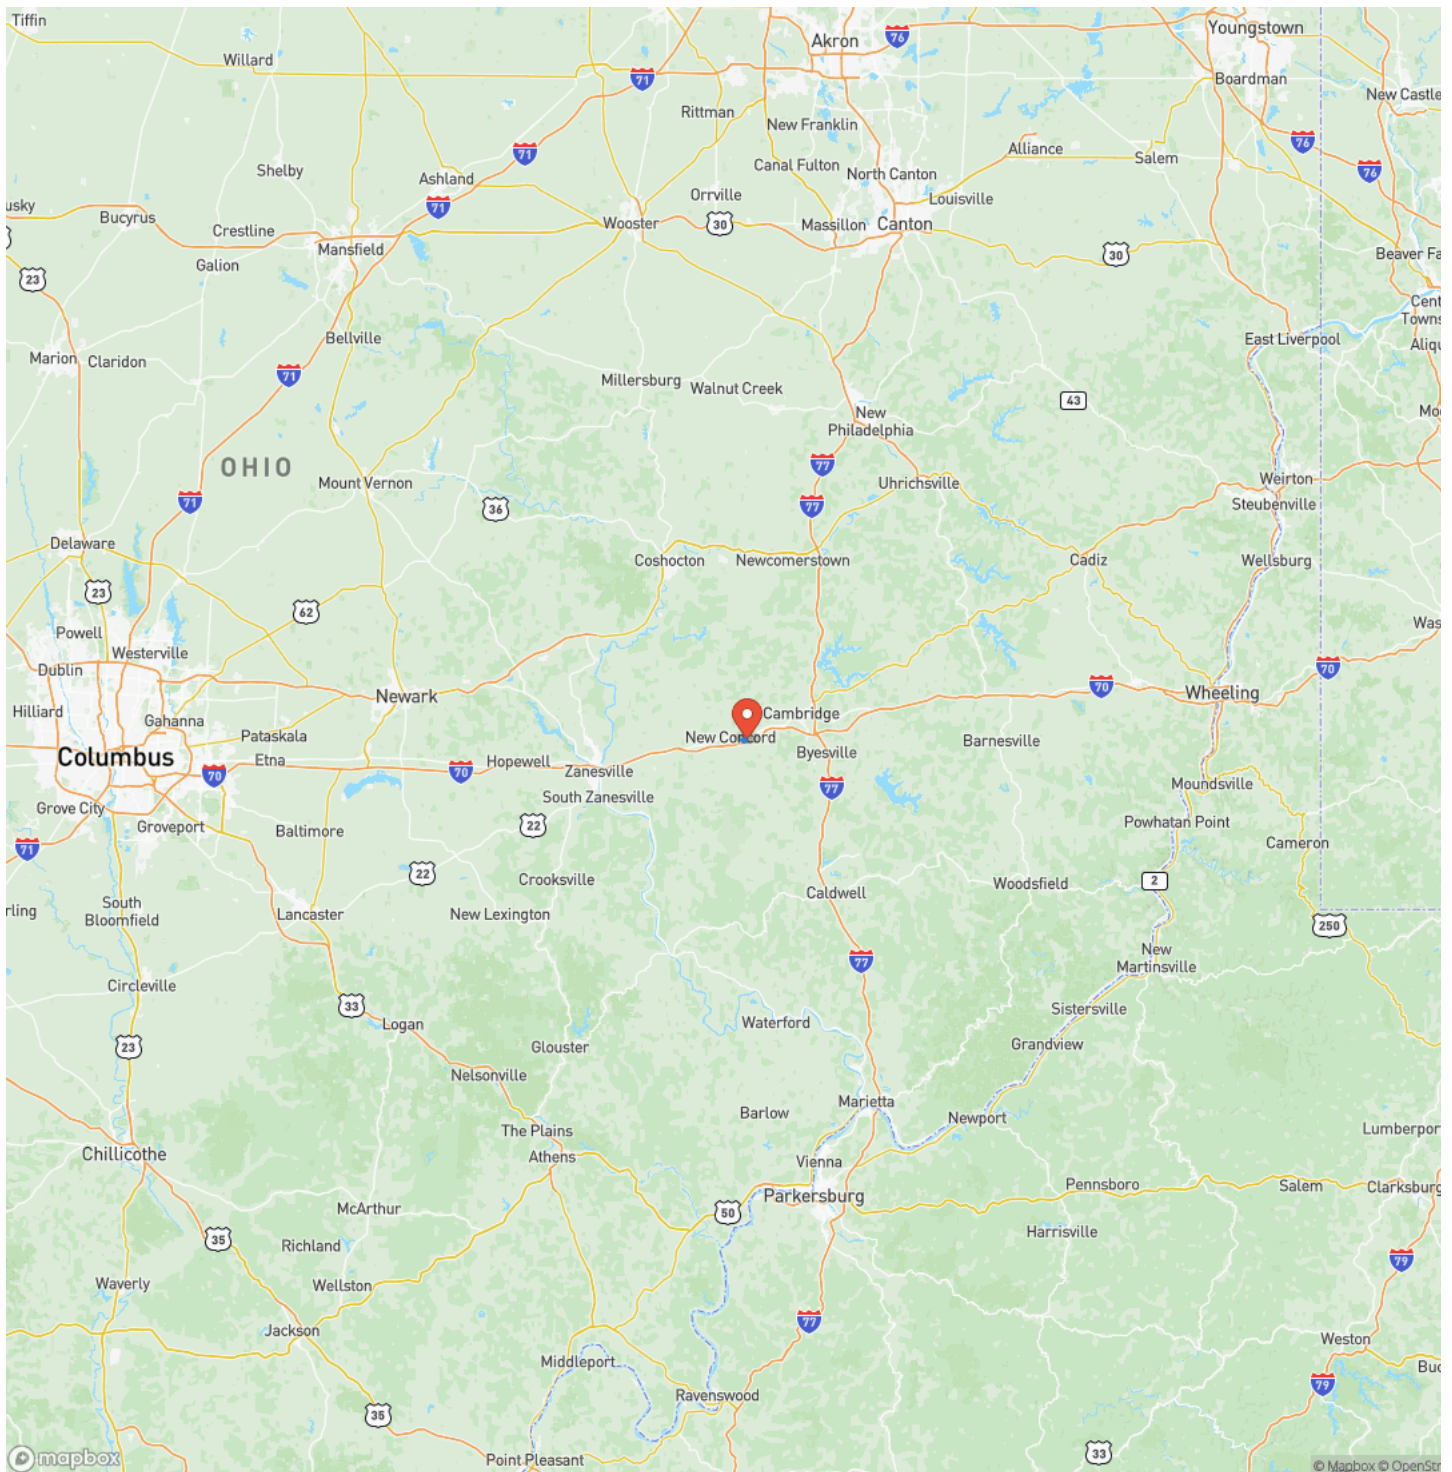 Tiffin
Willard
Akron
76
Youngstown
71
Boardman
New Castle
Rittman
New Franklin
71
76
Alliance
Salem
76
Shelby
Ashland
Canal Fulton
North Canton
Orrville
Louisville
usky
Bucyrus
71
Crestline
Mansfield
Wooster
30
Massillon
Canton
30
Beaver Fa
Galion
23
Cent
Towns
Bellville
East Liverpool
Aliqu
Marion
Claridon
71
Millersburg
Walnut Creek
43
New
Philadelphia
Mo
OHIO
77
Mount Vernon
Uhrichsville
Weirton
71
36
77
Steubenville
Delaware
Coshocton
Newcomerstown
Cadiz
Wellsburg
23
62
Powell
Westerville
Was
Dublin
70
70
Newark
Wheeling
Hilliard
Gahanna
Cambridge
Pataskala
New Concord
Barnesville
Columbus
Etna
Hopewell
Byesville
70
70
Zanesville
77
Moundsville
Grove City
South Zanesville
Groveport
Baltimore
22
Powhatan Point
71
Cameron
22
Crooksville
2
Caldwell
Woodsfield
rling
South
Bloomfield
Lancaster
New Lexington
250
77
New
Martinsville
Circleville
33
Sistersville
Logan
Waterford
23
Glouster
Grandview
Nelsonville
Marietta
Barlow
Newport
The Plains
Lumberpor
Chillicothe
Athens
Vienna
Parkersburg
Pennsboro
Salem
Clarksburg
McArthur
50
35
Richland
Harrisville
79
Waverly
Wellston
77
Jackson
Weston
Middleport
Buc
79
Ravenswood
35
Point Pleasant
33
mapbox
© Mapbox © OpenStr